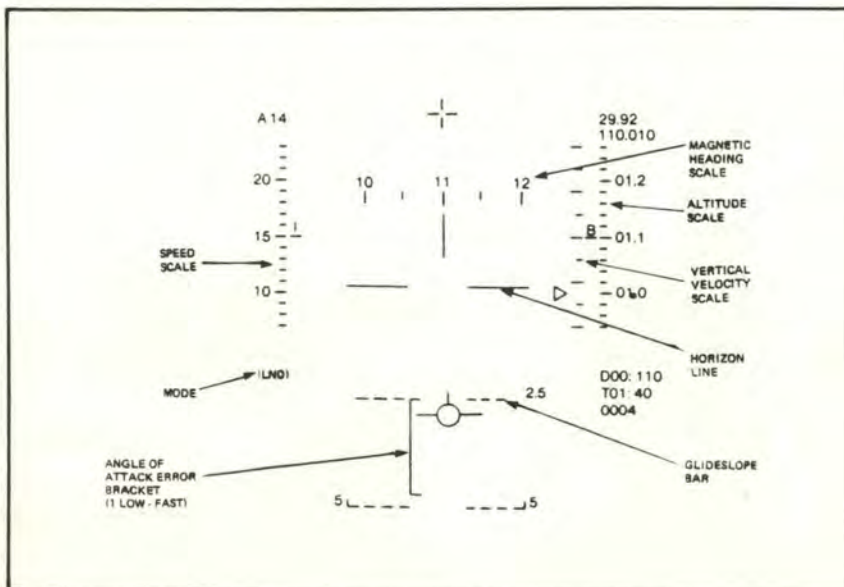 A 14
29.92
110.010
MAGNETIC
HEADING
SCALE
10 11 12
20
01.2
ALTITUDE
SCALE
15
B
01.1
SPEED
SCALE
VERTICAL
VELOCITY
SCALE
10
01.0
HORIZON
LINE
MODE
D00: 110
T01: 40
0004
2.5
ANGLE OF
ATTACK ERROR
BRACKET
(1 LOW - FAST)
GLIDESLOPE
BAR
5 5